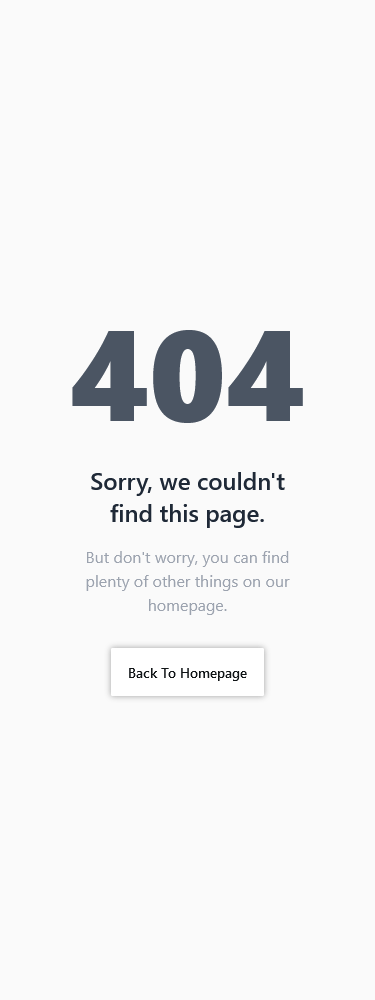 404
Sorry, we couldn't
find this page.
But don't worry, you can find
plenty of other things on our
homepage.
Back To Homepage